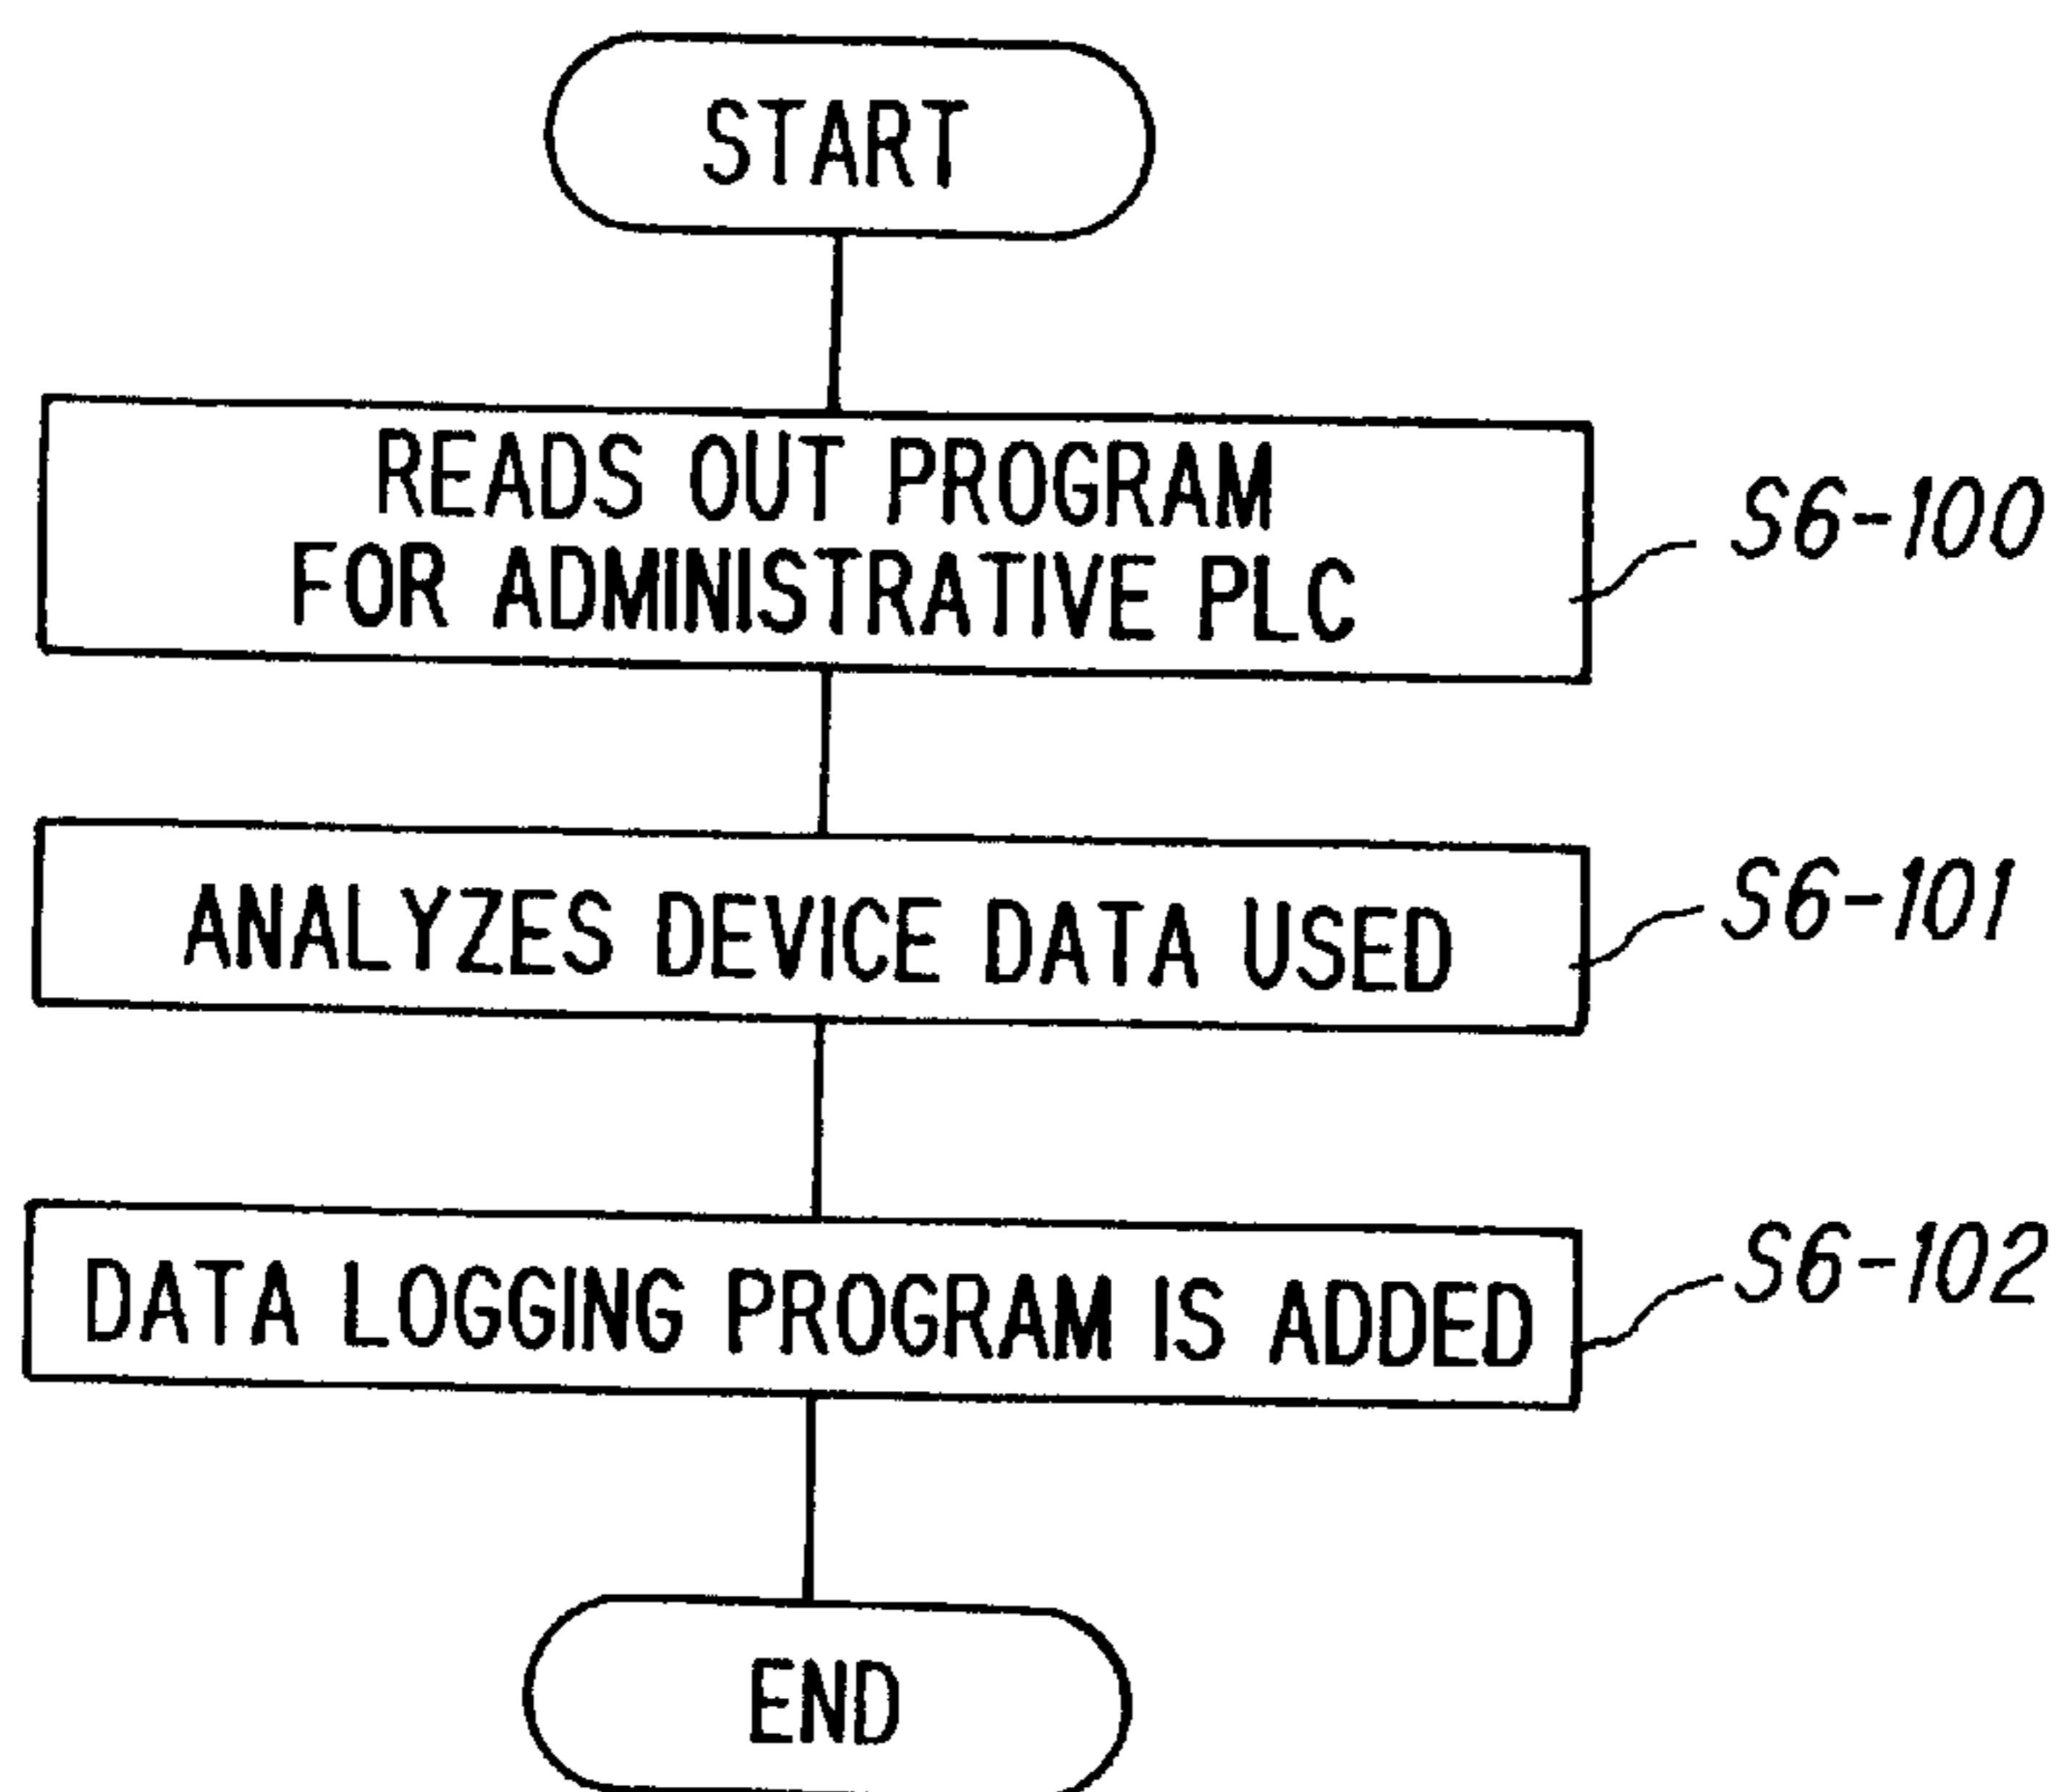 START
READS OUT PROGRAM
FOR ADMINISTRATIVE PLC
S6-100
ANALYZES DEVICE DATA USED
S6-101
DATA LOGGING PROGRAM IS ADDED
S6-102
END